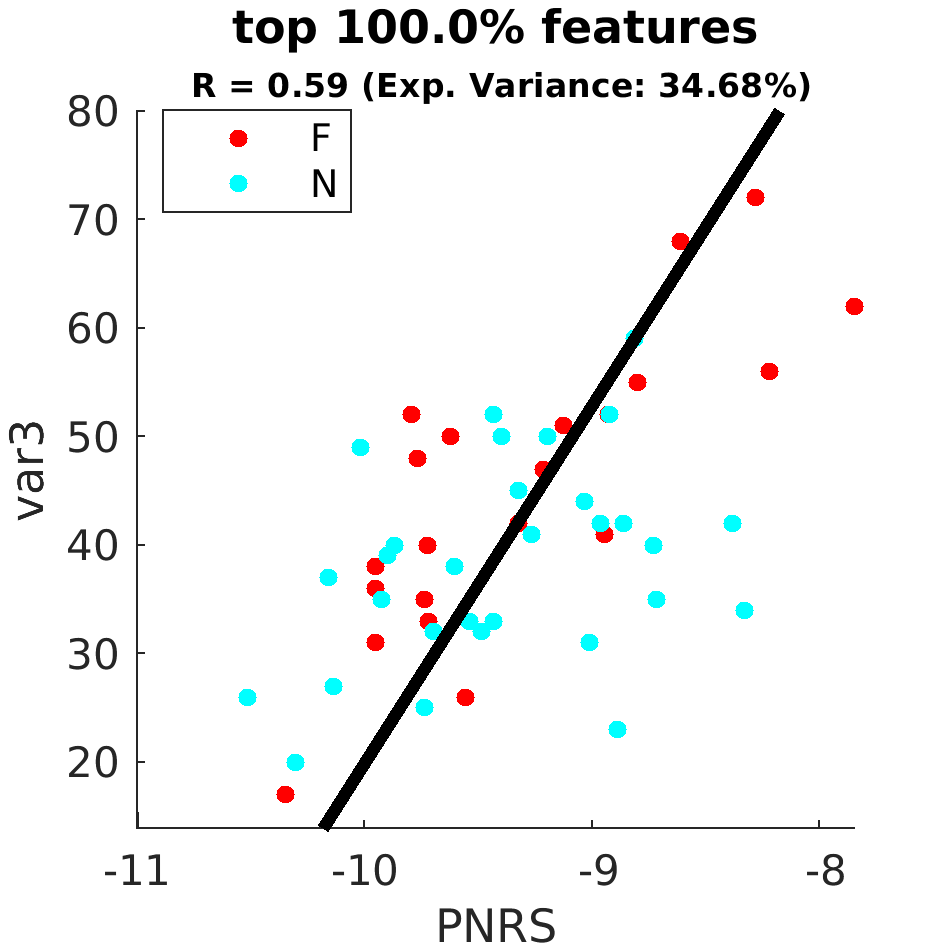 top 100.0% features
R = 0.59 (Exp. Variance: 34.68%)
F
N
80
70
60
50
40
30
20
var3
-11
-10
-9
-8
PNRS